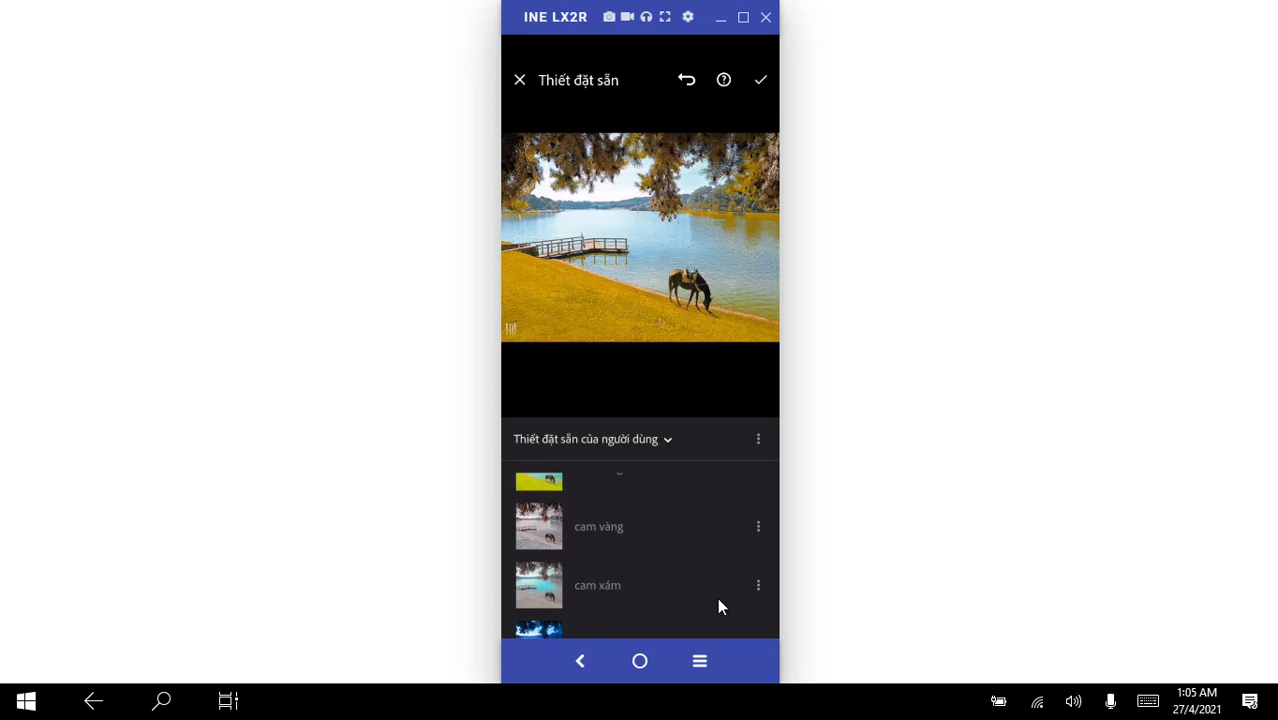 INE LX2R
Thiết đặt sẵn
Thiết đặt sẵn của người dùng
cam vàng
cam xám
1:05 AM
27/4/2021